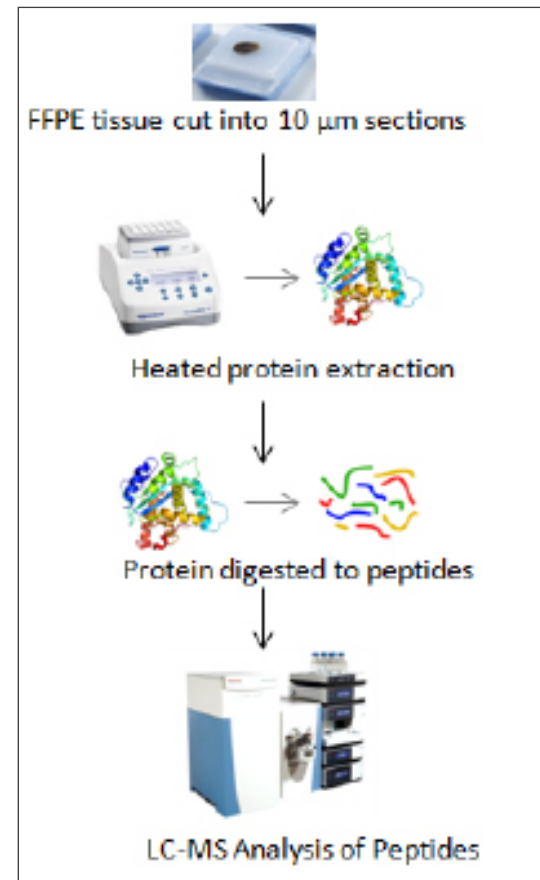 FFPE tissue cut into 10 μm sections
Heated protein extraction
Protein digested to peptides
LC-MS Analysis of Peptides